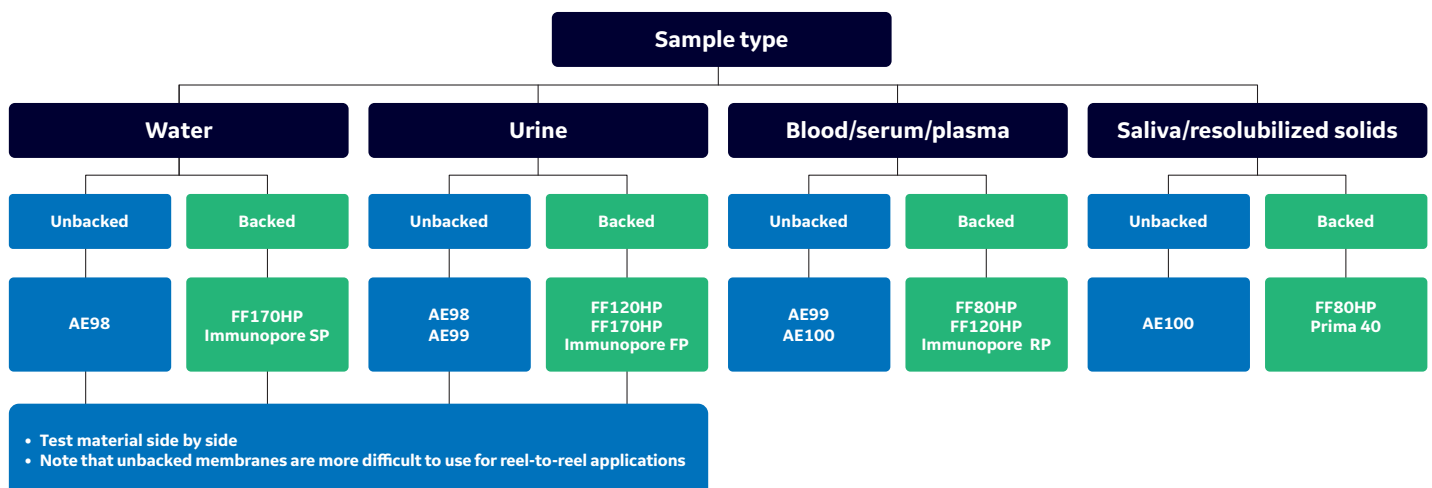 Sample type
Water
Urine
Blood/serum/plasma
Saliva/resolubilized solids
Unbacked
Backed
Unbacked
Backed
Unbacked
Backed
Unbacked
Backed
AE98
FF170HP
Immunopore SP
AE98
AE99
FF120HP
FF170HP
Immunopore FP
AE99
AE100
FF80HP
FF120HP
Immunopore RP
AE100
FF80HP
Prima 40
• Test material side by side
• Note that unbacked membranes are more difficult to use for reel-to-reel applications